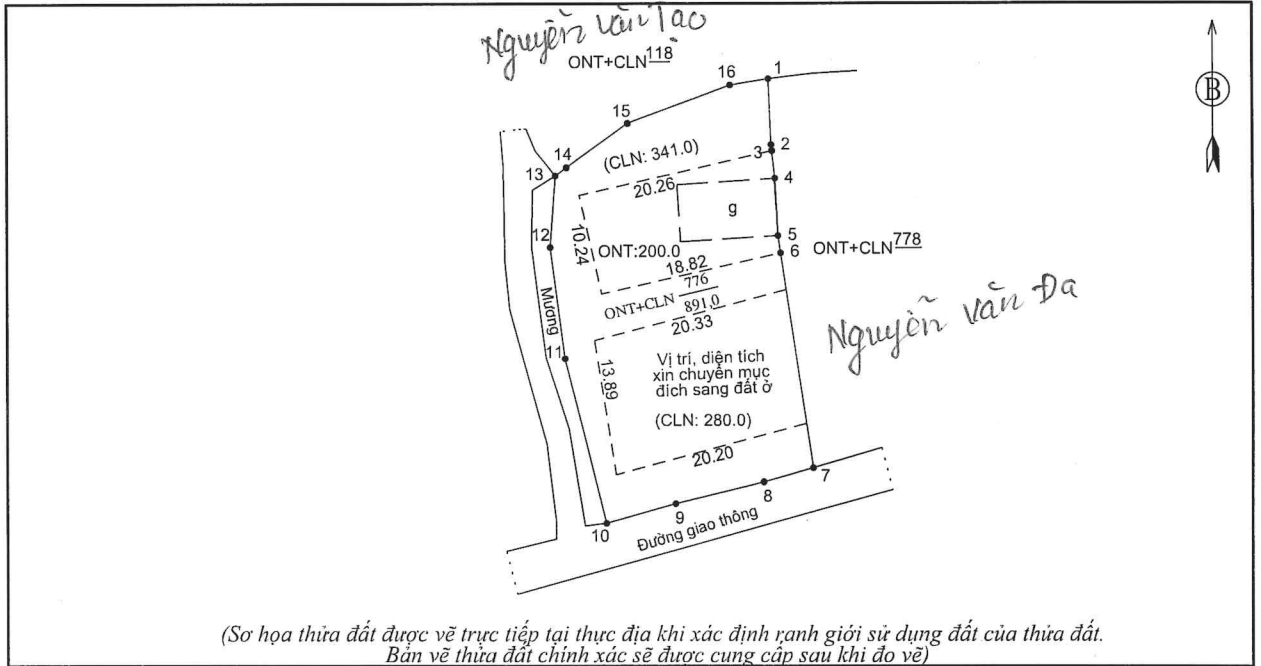 Nguyễn Văn Tạo
ONT+CLN 118
B
1
16
15
2
14
(CLN: 341.0)
3
13
4
20.26
g
12
10.24
ONT:200.0
5
6
ONT+CLN 778
18.82
ONT+CLN 776
891.0
Nguyễn Văn Đa
Mương
20.33
11
13.89
Vị trí, diện tích
xin chuyển mục
đích sang đất ở
(CLN: 280.0)
20.20
7
8
9
10
Đường giao thông
(Sơ họa thửa đất được vẽ trực tiếp tại thực địa khi xác định ranh giới sử dụng đất của thửa đất.
Bản vẽ thửa đất chính xác sẽ được cung cấp sau khi đo vẽ)